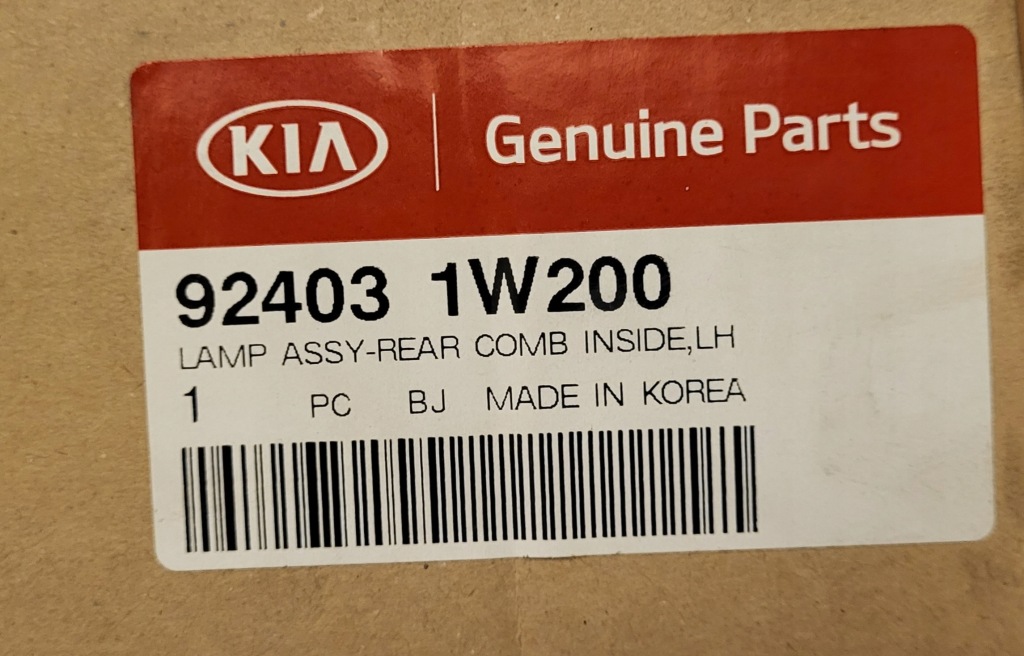 KIA Genuine Parts
92403 1W200
LAMP ASSY-REAR COMB INSIDE,LH
1 PC BJ MADE IN KOREA